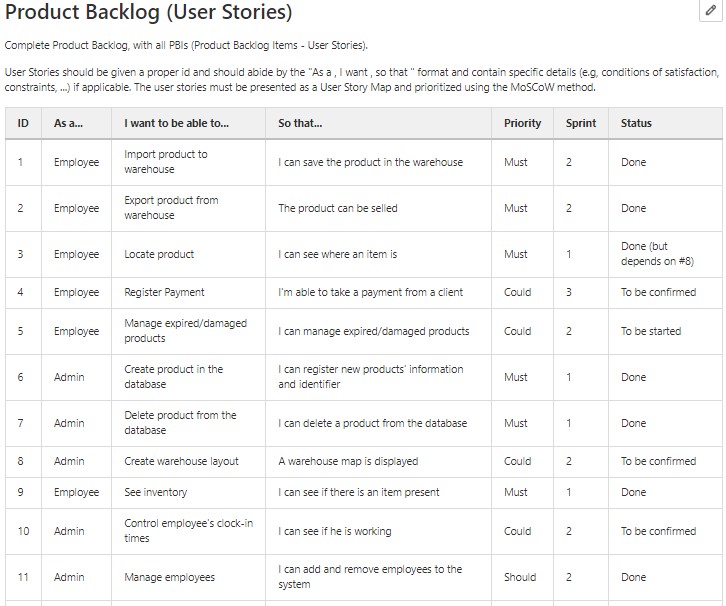 Product Backlog (User Stories)
Complete Product Backlog, with all PBIs (Product Backlog Items - User Stories).
User Stories should be given a proper id and should abide by the "As a , I want , so that " format and contain specific details (e.g, conditions of satisfaction,
constraints, ...) if applicable. The user stories must be presented as a User Story Map and prioritized using the MoSCoW method.
ID As a... I want to be able to... So that... Priority Sprint Status
1 Employee Import product to warehouse I can save the product in the warehouse Must 2 Done
2 Employee Export product from warehouse The product can be selled Must 2 Done
3 Employee Locate product I can see where an item is Must 1 Done (but depends on #8)
4 Employee Register Payment I'm able to take a payment from a client Could 3 To be confirmed
5 Employee Manage expired/damaged products I can manage expired/damaged products Could 2 To be started
6 Admin Create product in the database I can register new products' information and identifier Must 1 Done
7 Admin Delete product from the database I can delete a product from the database Must 1 Done
8 Admin Create warehouse layout A warehouse map is displayed Could 2 To be confirmed
9 Employee See inventory I can see if there is an item present Must 1 Done
10 Admin Control employee's clock-in times I can see if he is working Could 2 To be confirmed
11 Admin Manage employees I can add and remove employees to the system Should 2 Done